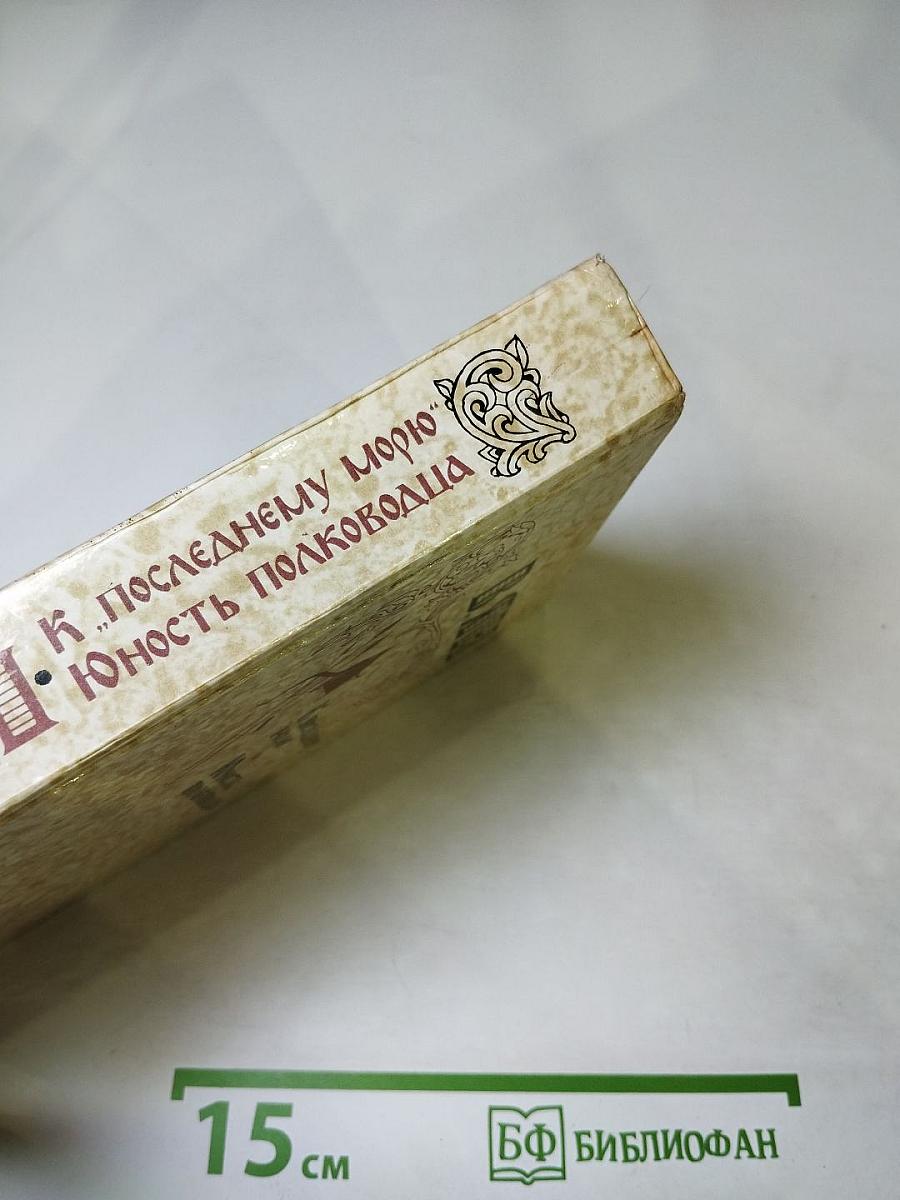 К „Последнему морю“
Юность полководца
15 см
БФ БИБЛИОФАН